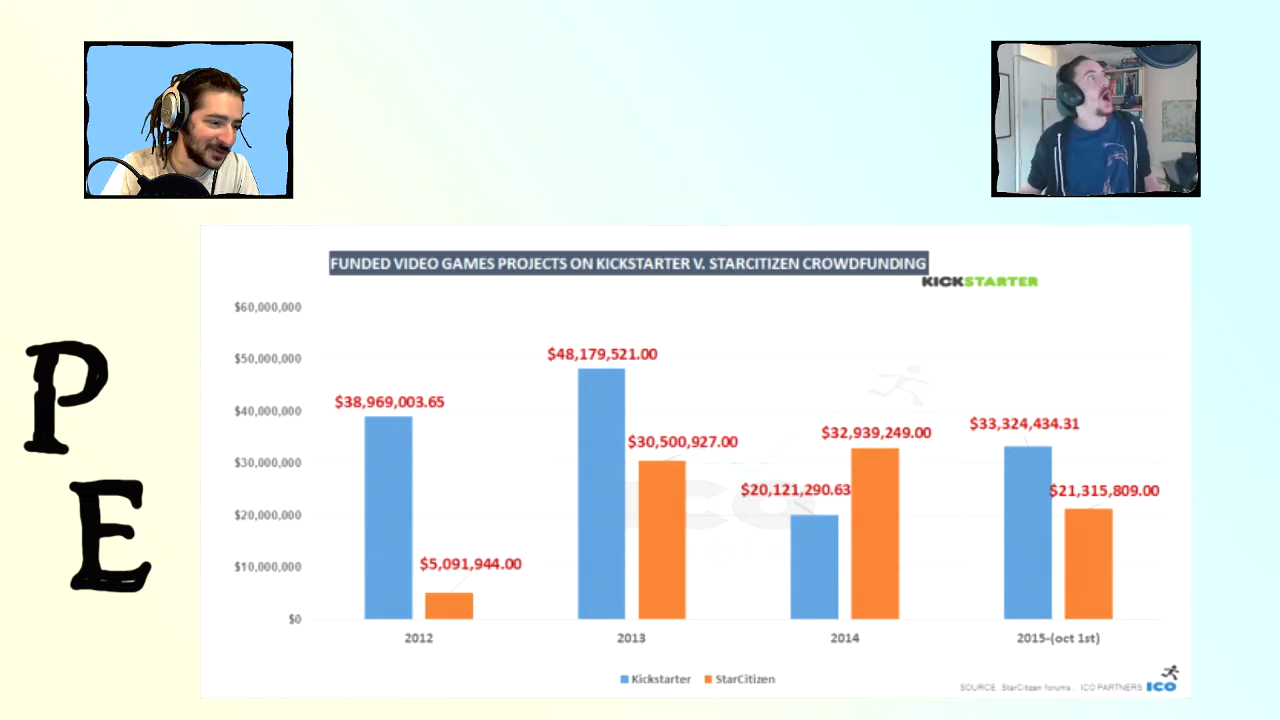 FUNDED VIDEO GAMES PROJECTS ON KICKSTARTER V. STARCITIZEN CROWDFUNDING
KICKSTARTER
$60,000,000
$50,000,000
$40,000,000
$30,000,000
$20,000,000
$10,000,000
$0
$38,969,003.65
$5,091,944.00
$48,179,521.00
$30,500,927.00
$20,121,290.63
$32,939,249.00
$33,324,434.31
$21,315,809.00
2012
2013
2014
2015-(oct 1st)
Kickstarter
StarCitizen
SOURCE StarCitizen forums . ICO PARTNERS ICO
ICO
P
E